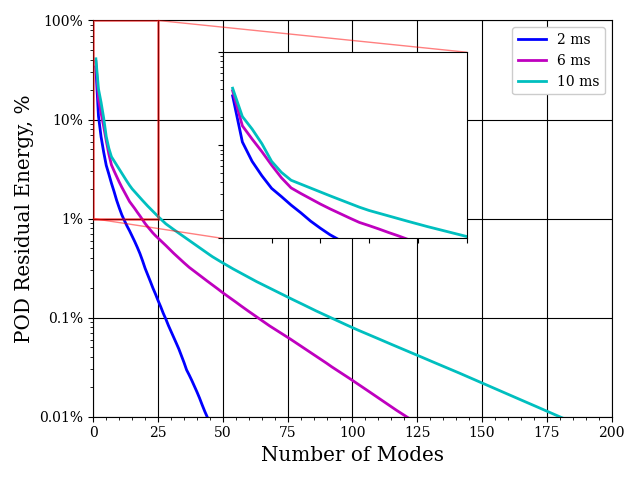 100%
10%
1%
0.1%
0.01%
POD Residual Energy, %
2 ms
6 ms
10 ms
0 25 50 75 100 125 150 175 200
Number of Modes